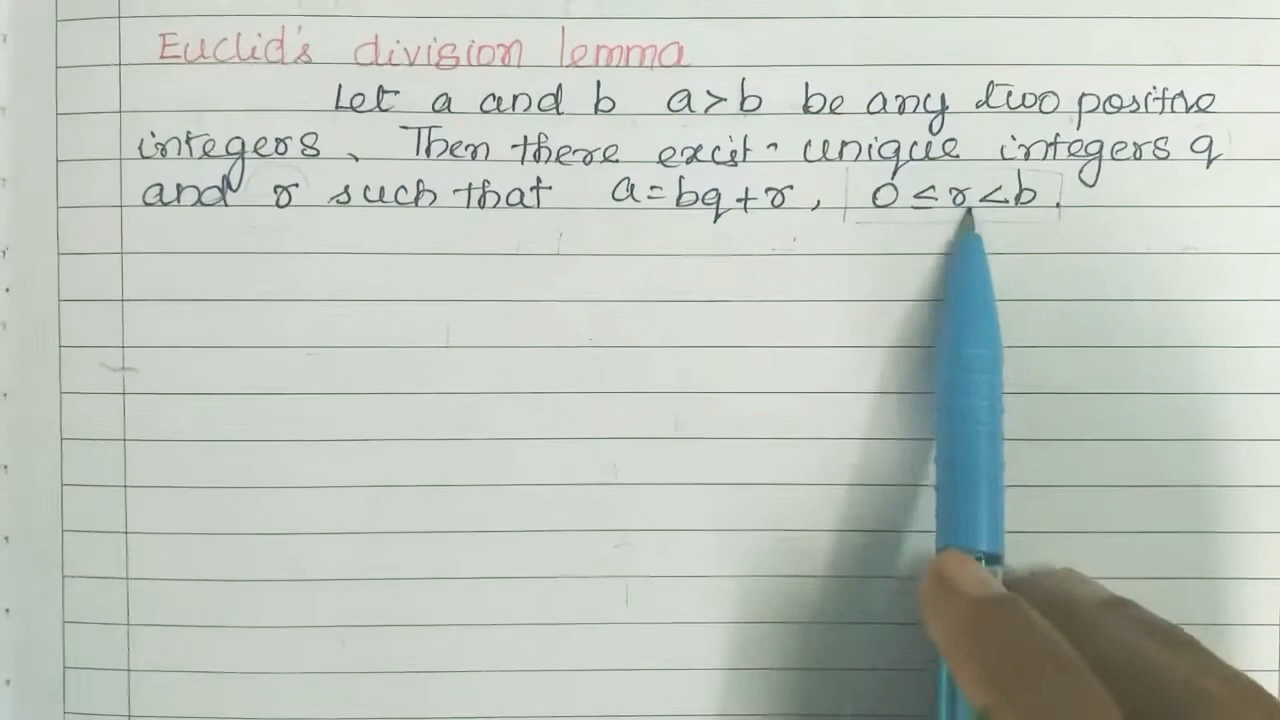 Euclid's division lemma
Let a and b a>b be any two positive
integers. Then there excist unique integers q
and r such that a=bq+r, 0≤r<b.